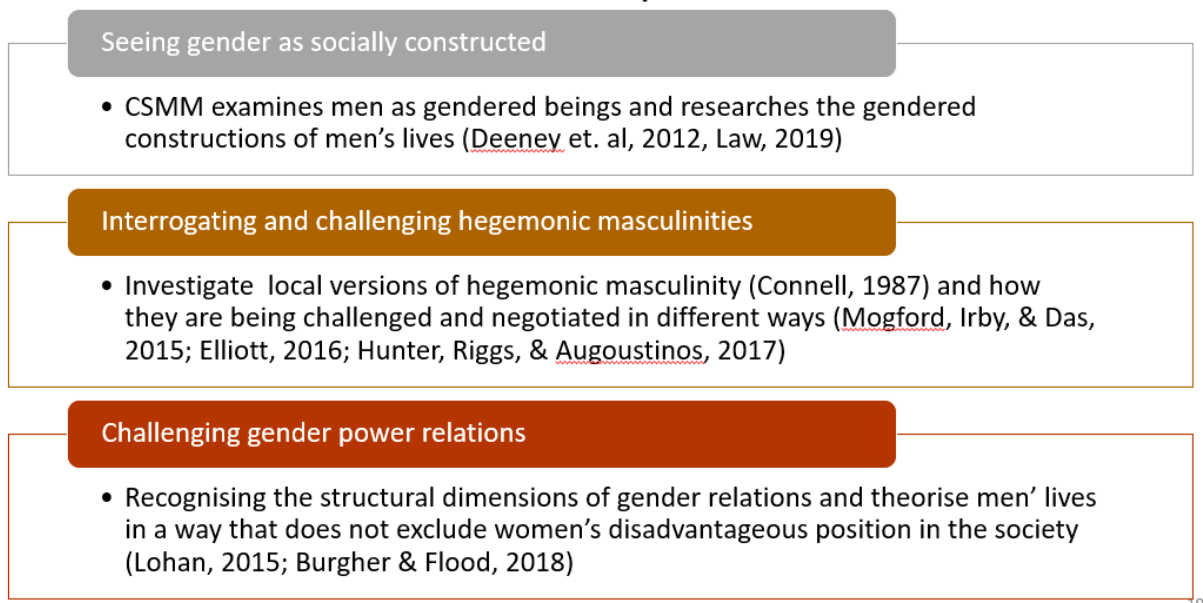 Seeing gender as socially constructed
• CSMM examines men as gendered beings and researches the gendered
constructions of men’s lives (Deeney et. al, 2012, Law, 2019)
Interrogating and challenging hegemonic masculinities
• Investigate  local versions of hegemonic masculinity (Connell, 1987) and how
they are being challenged and negotiated in different ways (Mogford, Irby, & Das,
2015; Elliott, 2016; Hunter, Riggs, & Augoustinos, 2017)
Challenging gender power relations
• Recognising the structural dimensions of gender relations and theorise men’ lives
in a way that does not exclude women’s disadvantageous position in the society
(Lohan, 2015; Burgher & Flood, 2018)